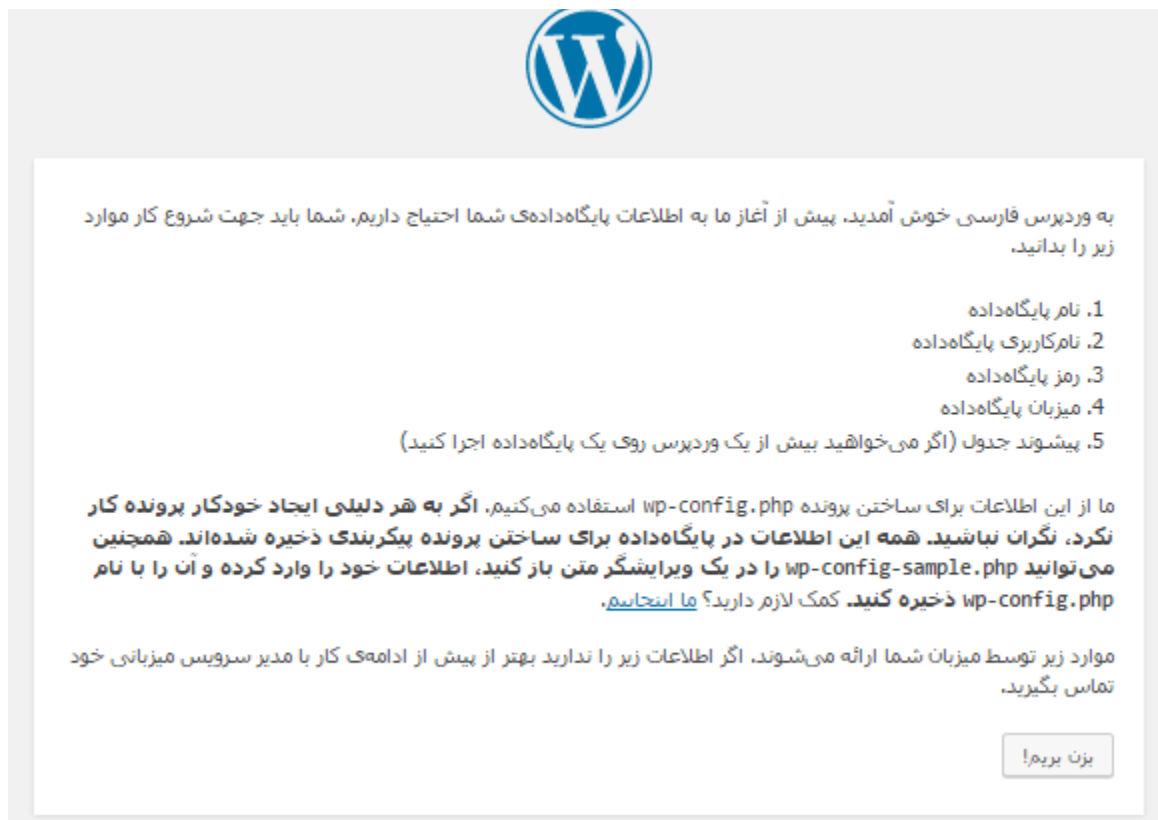 به وردپرس فارسی خوش آمدید. پیش از آغاز ما به اطلاعات پایگاه‌داده‌ی شما احتیاج داریم. شما باید جهت شروع کار موارد
زیر را بدانید.
1. نام پایگاه‌داده
2. نام‌کاربری پایگاه‌داده
3. رمز پایگاه‌داده
4. میزبان پایگاه‌داده
5. پیشوند جدول (اگر می‌خواهید بیش از یک وردپرس روی یک پایگاه‌داده اجرا کنید)
ما از این اطلاعات برای ساختن پرونده wp-config.php استفاده می‌کنیم. اگر به هر دلیلی ایجاد خودکار پرونده کار
نکرد، نگران نباشید. همه این اطلاعات در پایگاه‌داده برای ساختن پرونده پیکربندی ذخیره شده‌اند. همچنین
می‌توانید wp-config-sample.php را در یک ویرایشگر متن باز کنید، اطلاعات خود را وارد کرده و آن را با نام
wp-config.php ذخیره کنید. کمک لازم دارید؟ ما اینجاییم.
موارد زیر توسط میزبان شما ارائه می‌شوند. اگر اطلاعات زیر را ندارید بهتر از پیش از ادامه‌ی کار با مدیر سرویس میزبانی خود
تماس بگیرید.
بزن بریم!